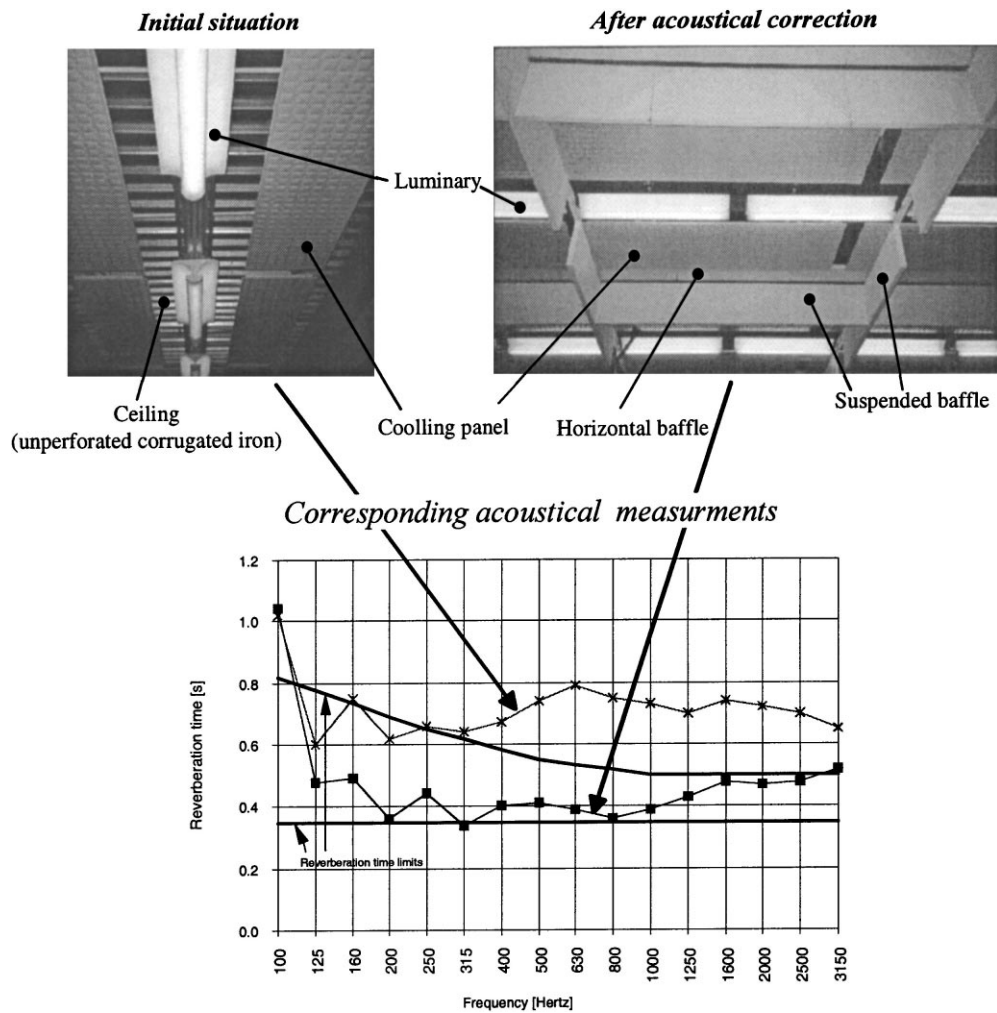 Initial situation
After acoustical correction
Luminary
Ceiling
(unperforated corrugated iron)
Coolling panel
Horizontal baffle
Suspended baffle
Corresponding acoustical measurments
Reverberation time [s]
1.2
1.0
0.8
0.6
0.4
0.2
0.0
Reverberation time limits
100 125 160 200 250 315 400 500 630 800 1000 1250 1600 2000 2500 3150
Frequency [Hertz]